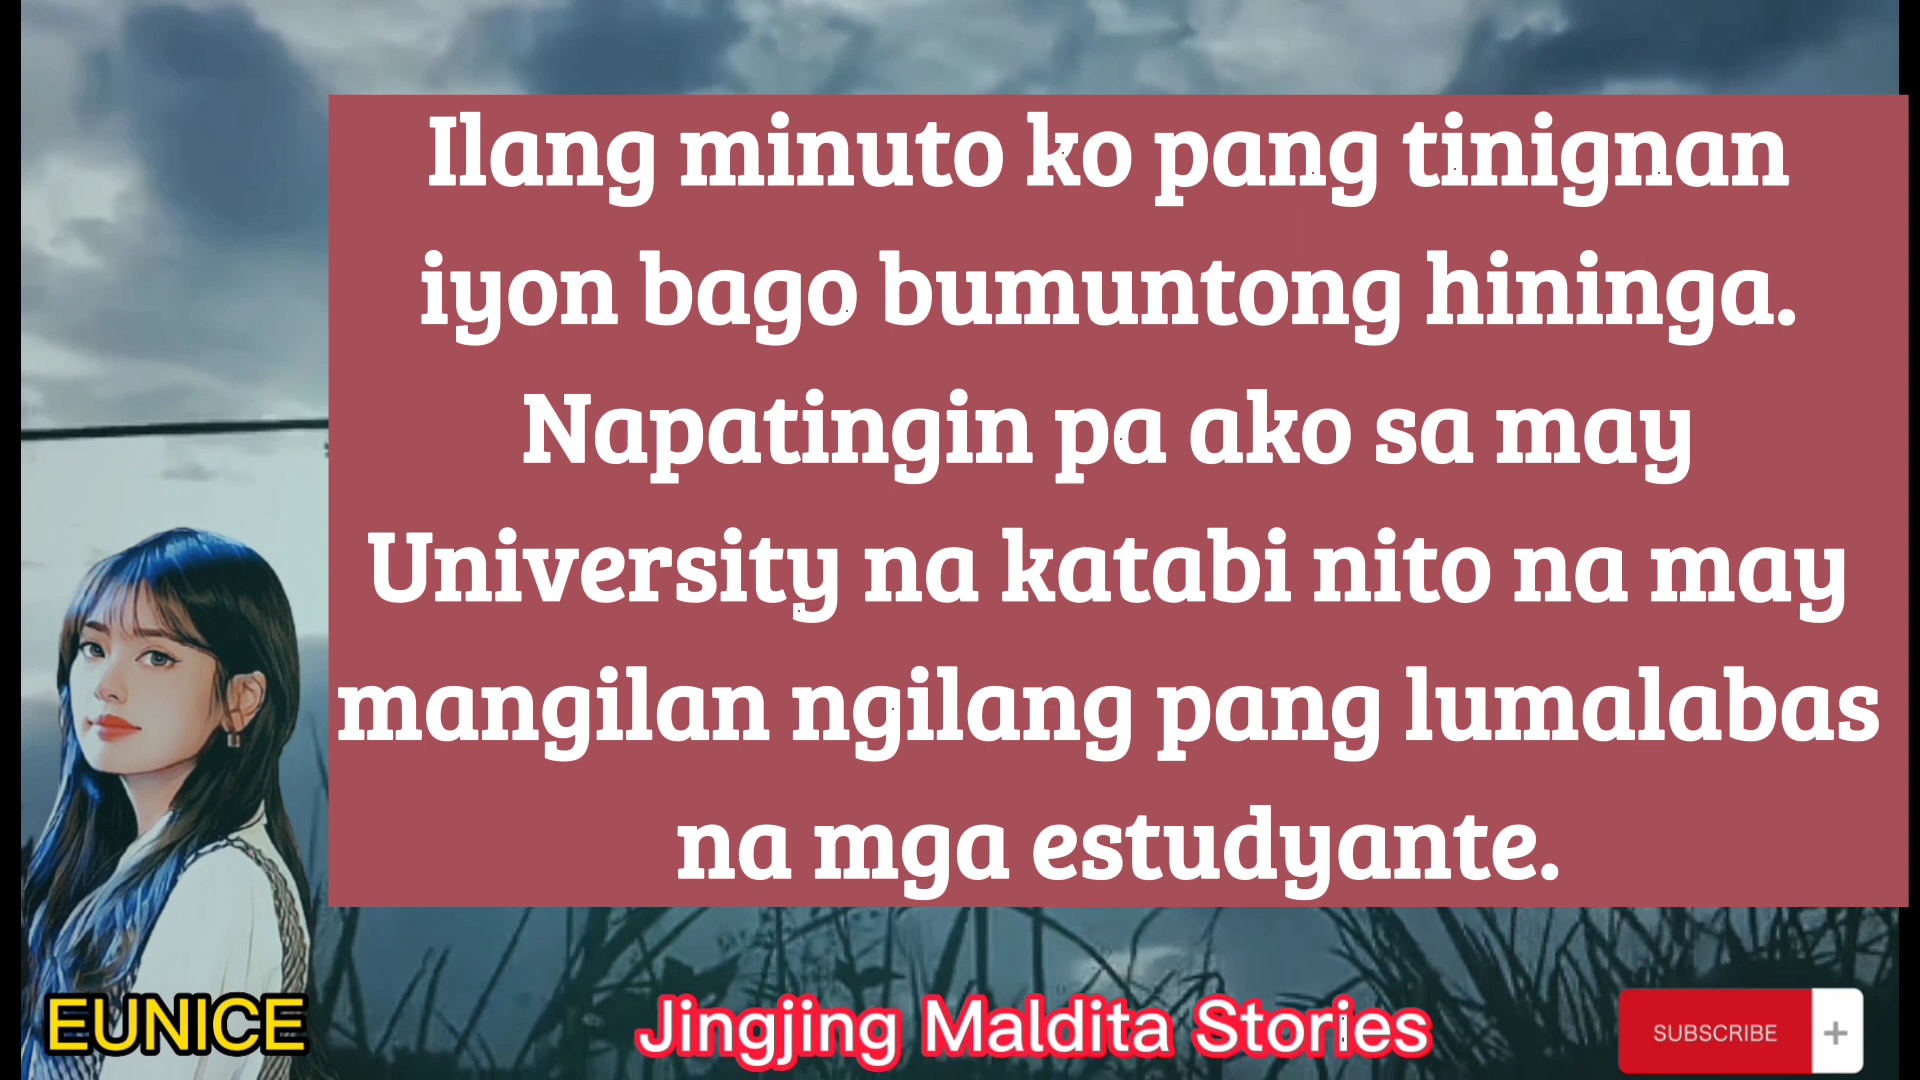 Ilang minuto ko pang tinignan
iyon bago bumuntong hininga.
Napatingin pa ako sa may
University na katabi nito na may
mangilan ngilang pang lumalabas
na mga estudyante.
EUNICE
Jingjing Maldita Stories
SUBSCRIBE +